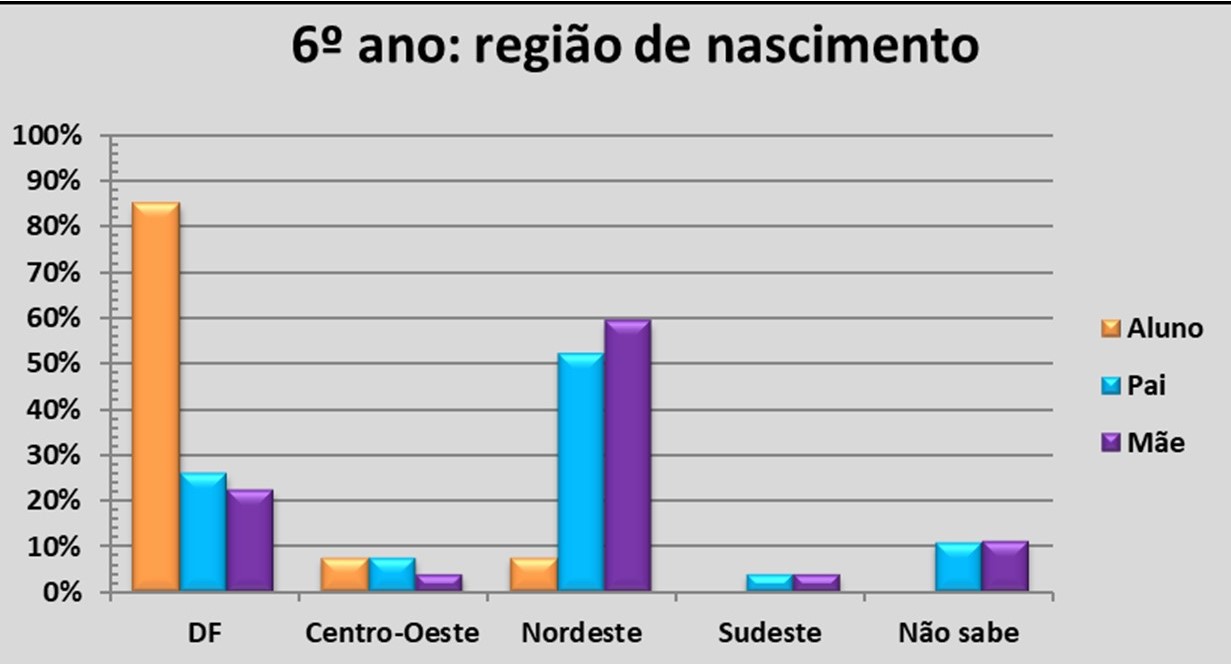 6º ano: região de nascimento
100%
90%
80%
70%
60%
50%
40%
30%
20%
10%
0%
DF Centro-Oeste Nordeste Sudeste Não sabe
Aluno
Pai
Mãe